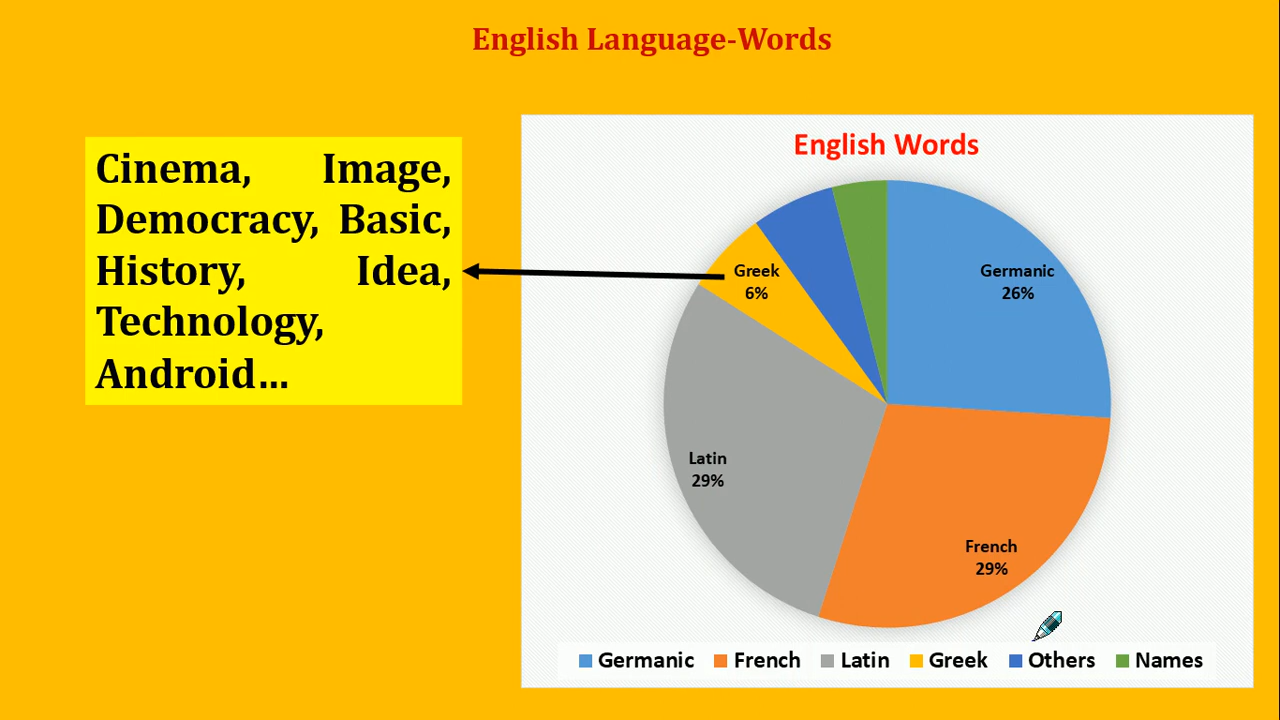 English Language-Words
Cinema, Image,
Democracy, Basic,
History, Idea,
Technology,
Android...
English Words
Greek
6%
Germanic
26%
Latin
29%
French
29%
Germanic French Latin Greek Others Names